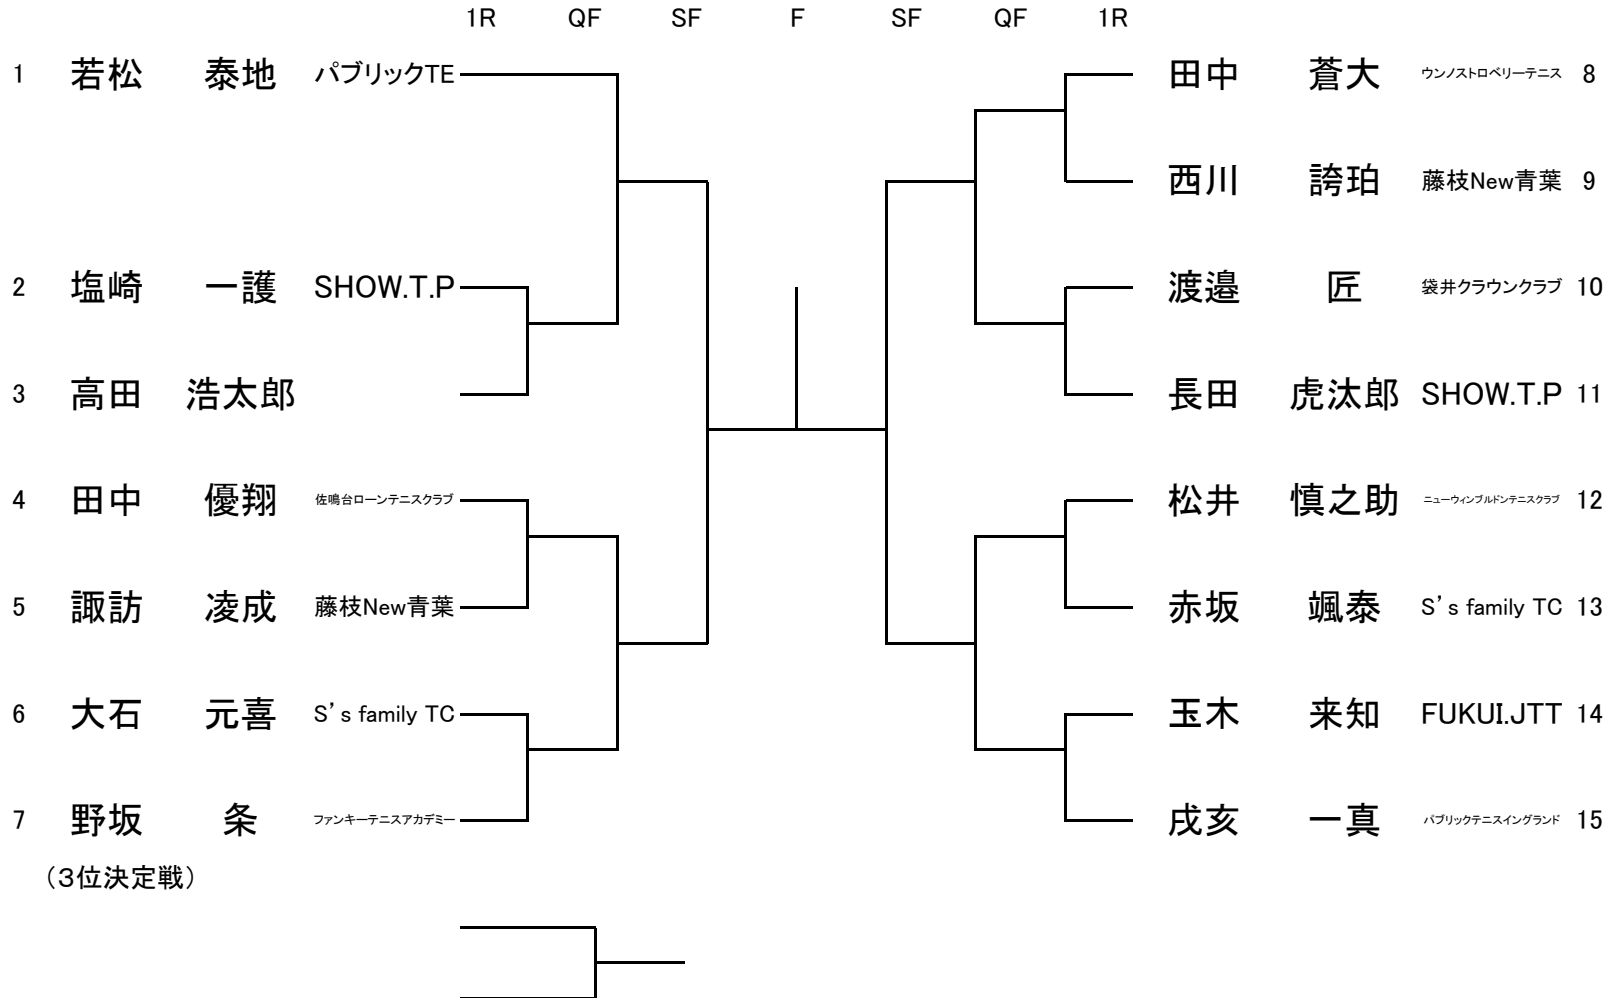 1R QF SF F SF QF 1R
1 若松 泰地 パブリックTE 田中 蒼大 ウンノストロベリーテニス 8
西川 誇珀 藤枝New青葉 9
2 塩崎 一護 SHOW.T.P 渡邉 匠 袋井クラウンクラブ 10
3 高田 浩太郎 長田 虎汰郎 SHOW.T.P 11
4 田中 優翔 佐鳴台ローンテニスクラブ 松井 慎之助 ニューウィンブルドンテニスクラブ 12
5 諏訪 凌成 藤枝New青葉 赤坂 颯泰 S’s family TC 13
6 大石 元喜 S’s family TC 玉木 来知 FUKUI.JTT 14
7 野坂 条 ファンキーテニスアカデミー 戌亥 一真 パブリックテニスイングランド 15
（3位決定戦）